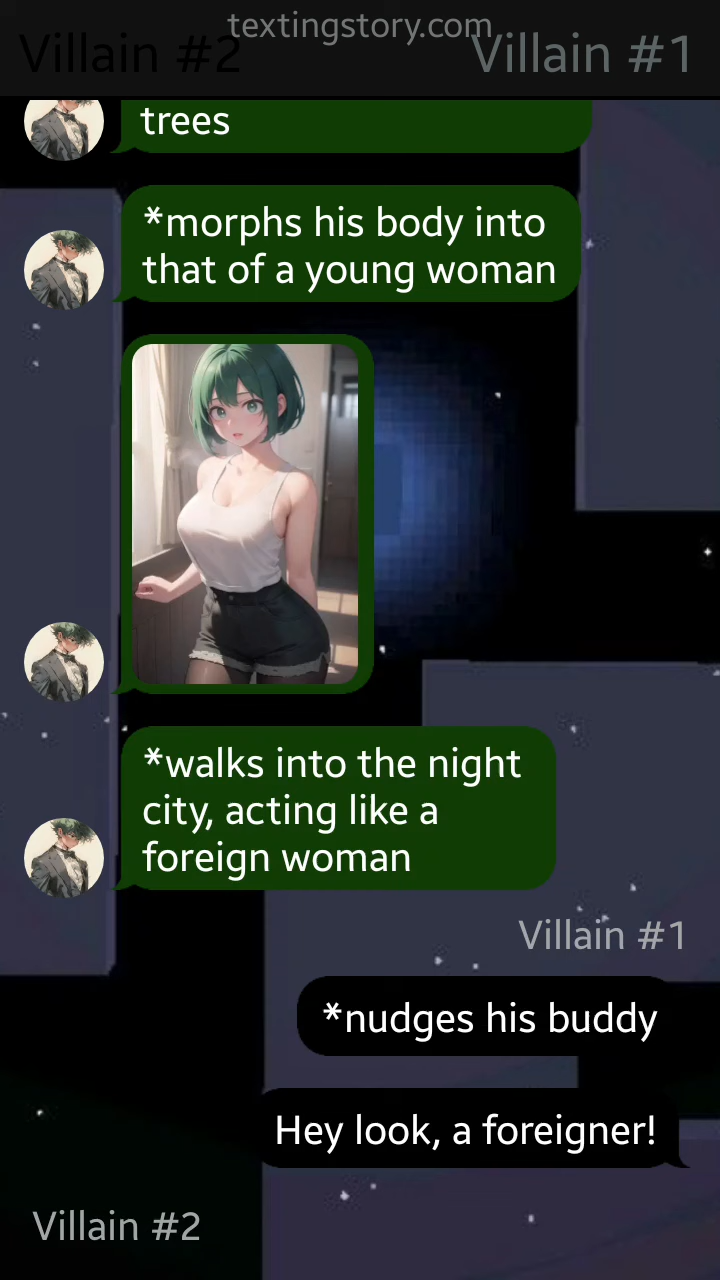 textingstory.com
Villain #2
Villain #1
trees
*morphs his body into
that of a young woman
*walks into the night
city, acting like a
foreign woman
Villain #1
*nudges his buddy
Hey look, a foreigner!
Villain #2